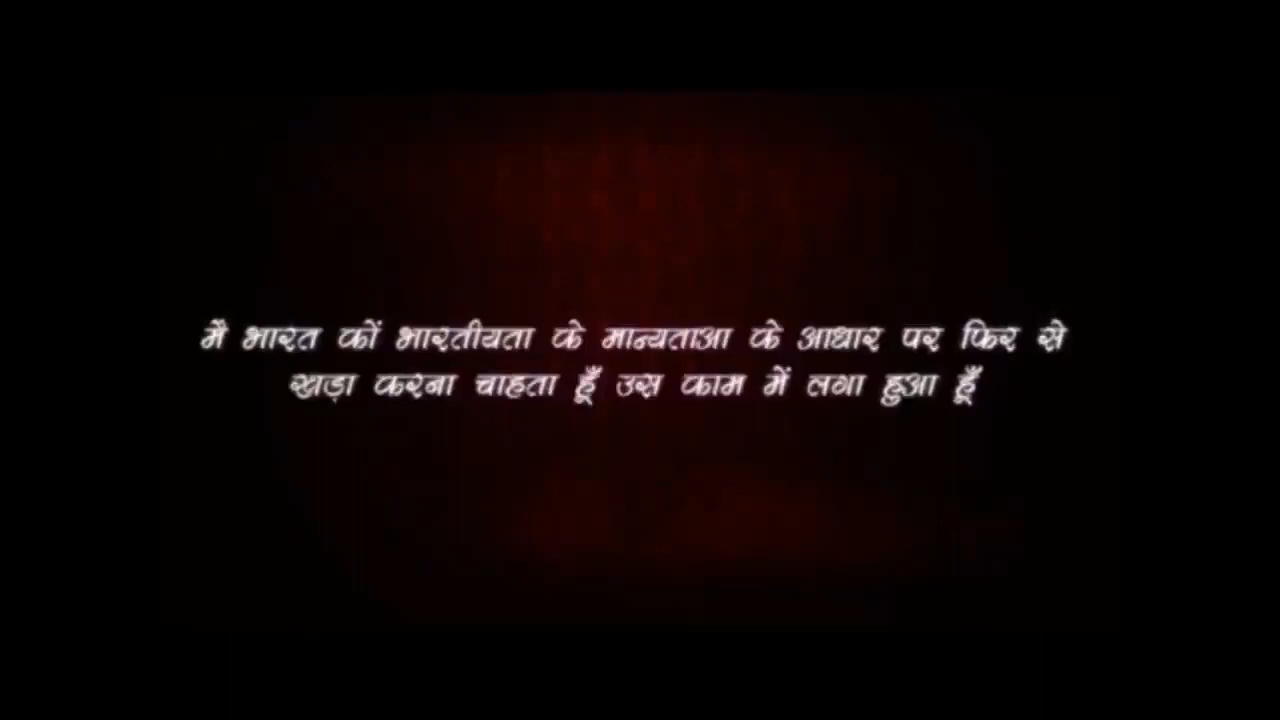 मै भारत कों भारतीयता के मान्यताआ के आधार पर फिर से
खड़ा करना चाहता हूँ उस काम में लगा हुआ हूँ